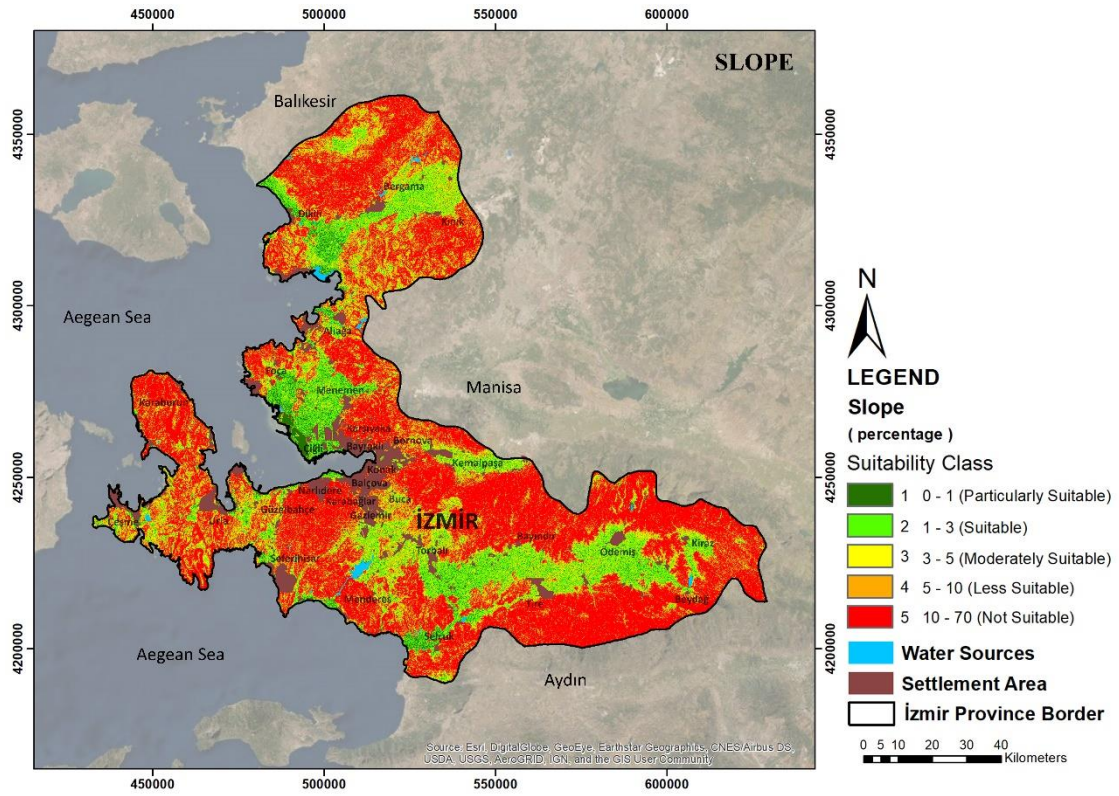 450000 500000 550000 600000
SLOPE
Balıkesir
4350000
4350000
Bergama
Dikili
Kınık
4300000
4300000
Aegean Sea
Aliağa
Foça
Manisa
Menemen
Karaburun
Karşıyaka
Bornova
Çiğli
Bayraklı
Kemalpaşa
Konak
4250000
4250000
Balçova
Narlıdere
Karabağlar
Buca
Güzelbahçe
Gaziemir
Çeşme
Urla
İZMİR
Bayındır
Kiraz
Torbalı
Ödemiş
Seferihisar
Menderes
Tire
Beydağ
Selçuk
4200000
4200000
Aegean Sea
Aydın
Source: Esri, DigitalGlobe, GeoEye, Earthstar Geographics, CNES/Airbus DS,
USDA, USGS, AeroGRID, IGN, and the GIS User Community
450000 500000 550000 600000
N
LEGEND
Slope
( percentage )
Suitability Class
1 0 - 1 (Particularly Suitable)
2 1 - 3 (Suitable)
3 3 - 5 (Moderately Suitable)
4 5 - 10 (Less Suitable)
5 10 - 70 (Not Suitable)
Water Sources
Settlement Area
İzmir Province Border
0 5 10 20 30 40
Kilometers